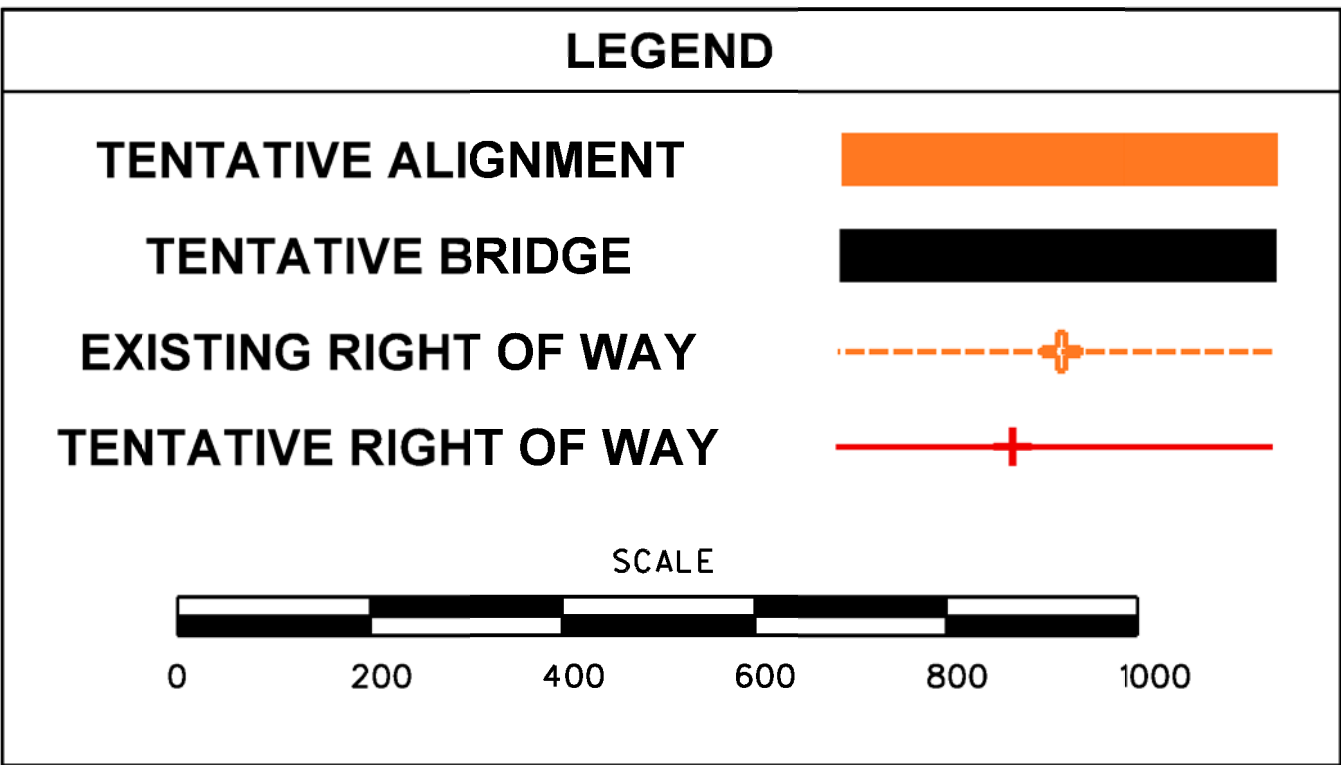 LEGEND
TENTATIVE ALIGNMENT
TENTATIVE BRIDGE
EXISTING RIGHT OF WAY
TENTATIVE RIGHT OF WAY
SCALE
0 200 400 600 800 1000